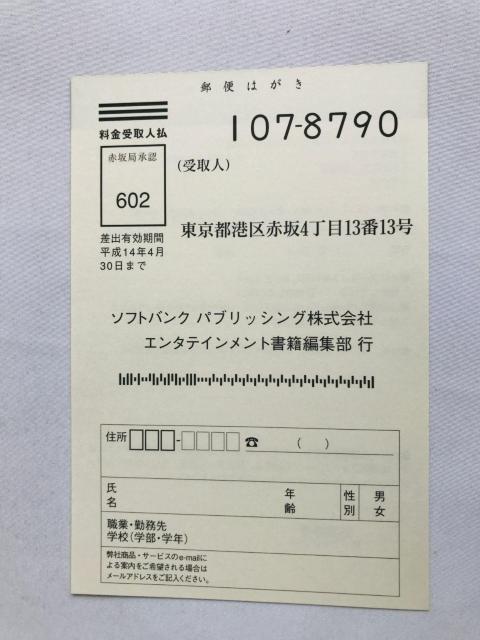 郵便はがき
料金受取人払
107-8790
赤坂局承認
602
(受取人)
差出有効期間
平成14年4月
30日まで
東京都港区赤坂4丁目13番13号
ソフトバンク パブリッシング株式会社
エンタテインメント書籍編集部 行
住所 - ☎ ( )
氏名
年齢
性別
男
女
職業・勤務先
学校(学部・学年)
弊社商品・サービスのe-mailに
よる案内をご希望される場合は
メールアドレスをご記入ください。